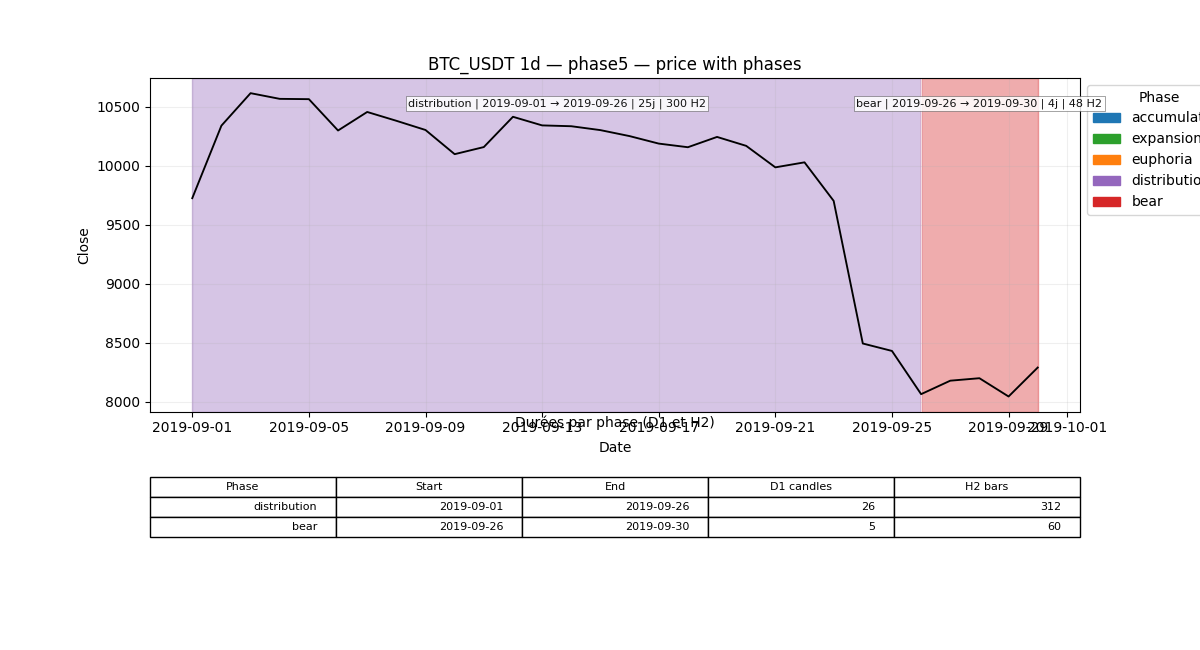 BTC_USDT 1d — phase5 — price with phases
distribution | 2019-09-01 → 2019-09-26 | 25j | 300 H2
bear | 2019-09-26 → 2019-09-30 | 4j | 48 H2
Phase
accumulat
expansion
euphoria
distributio
bear
Close
10500
10000
9500
9000
8500
8000
2019-09-01 2019-09-05 2019-09-09 2019-09-13 2019-09-17 2019-09-21 2019-09-25 2019-09-29 2019-10-01
Durées par phase (D1 et H2)
Date
Phase Start End D1 candles H2 bars
distribution 2019-09-01 2019-09-26 26 312
bear 2019-09-26 2019-09-30 5 60